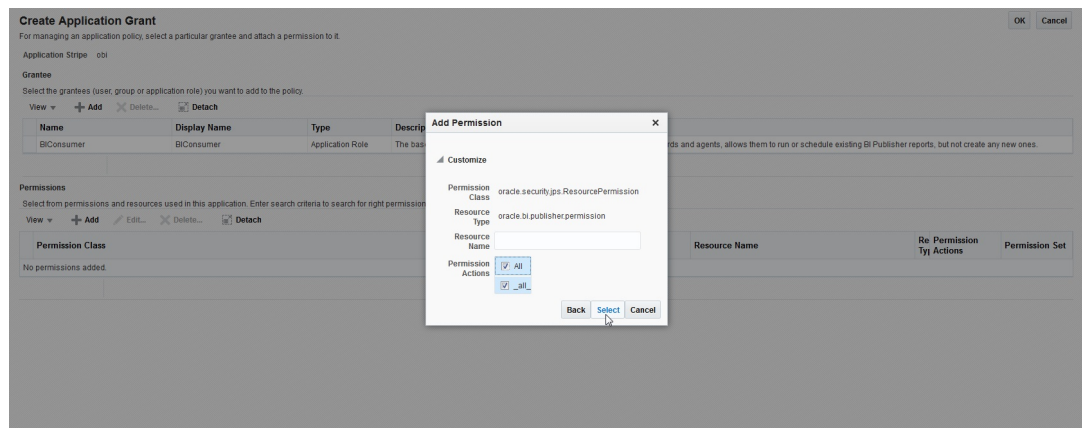 Create Application Grant
OK Cancel
For managing an application policy, select a particular grantee and attach a permission to it.
Application Stripe obi
Grantee
Select the grantees (user, group or application role) you want to add to the policy.
View Add Delete... Detach
Name Display Name Type Descrip
BIConsumer BIConsumer Application Role The bas rds and agents, allows them to run or schedule existing BI Publisher reports, but not create any new ones.
Permissions
Select from permissions and resources used in this application. Enter search criteria to search for right permission
View Add Edit... Delete... Detach
Permission Class Resource Name Re Ty Permission Actions Permission Set
No permissions added.
Add Permission
Customize
Permission Class oracle.security.jps.ResourcePermission
Resource Type oracle.bi.publisher.permission
Resource Name
Permission Actions All
_all_
Back Select Cancel